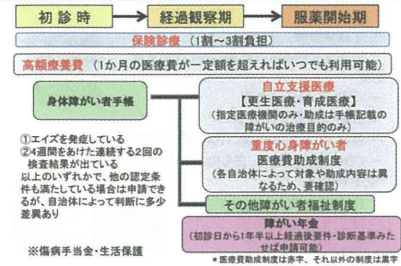 初診時
経過観察期
服薬開始期
保険診療（1割～3割負担）
高額療養費（1か月の医療費が一定額を超えればいつでも利用可能）
身体障がい者手帳
①エイズを発症している
②4週間をあけた連続する2回の
検査結果が出ている
以上のいずれかで、他の認定条
件も満たしている場合は申請で
きるが、自治体によって判断に多少
差異あり
※傷病手当金・生活保護
自立支援医療
【更生医療・育成医療】
（指定医療機関のみ・助成は手帳記載の
障がいの治療目的のみ）
重度心身障がい者
医療費助成制度
（各自治体によって対象や助成内容は異
なるため、要確認）
その他障がい者福祉制度
障がい年金
（初診日から1年半以上経過後要件・診断基準みた
せば申請可能）
＊医療費助成制度は赤字、それ以外の制度は黒字